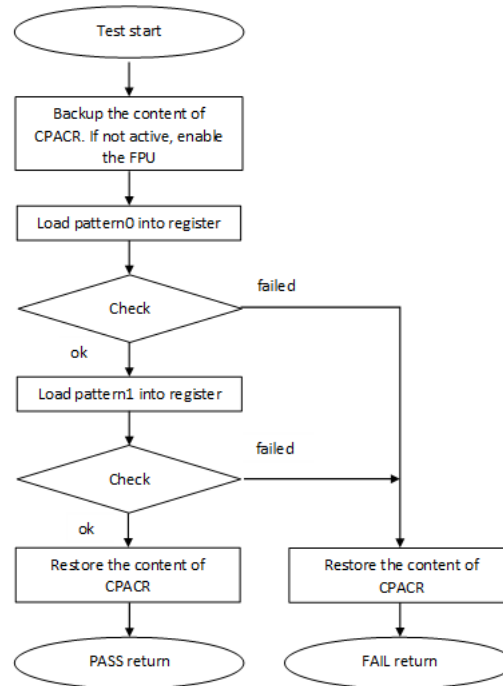 Test start
Backup the content of
CPACR. If not active, enable
the FPU
Load pattern0 into register
Check
failed
ok
Load pattern1 into register
Check
failed
ok
Restore the content of
CPACR
Restore the content of
CPACR
PASS return
FAIL return